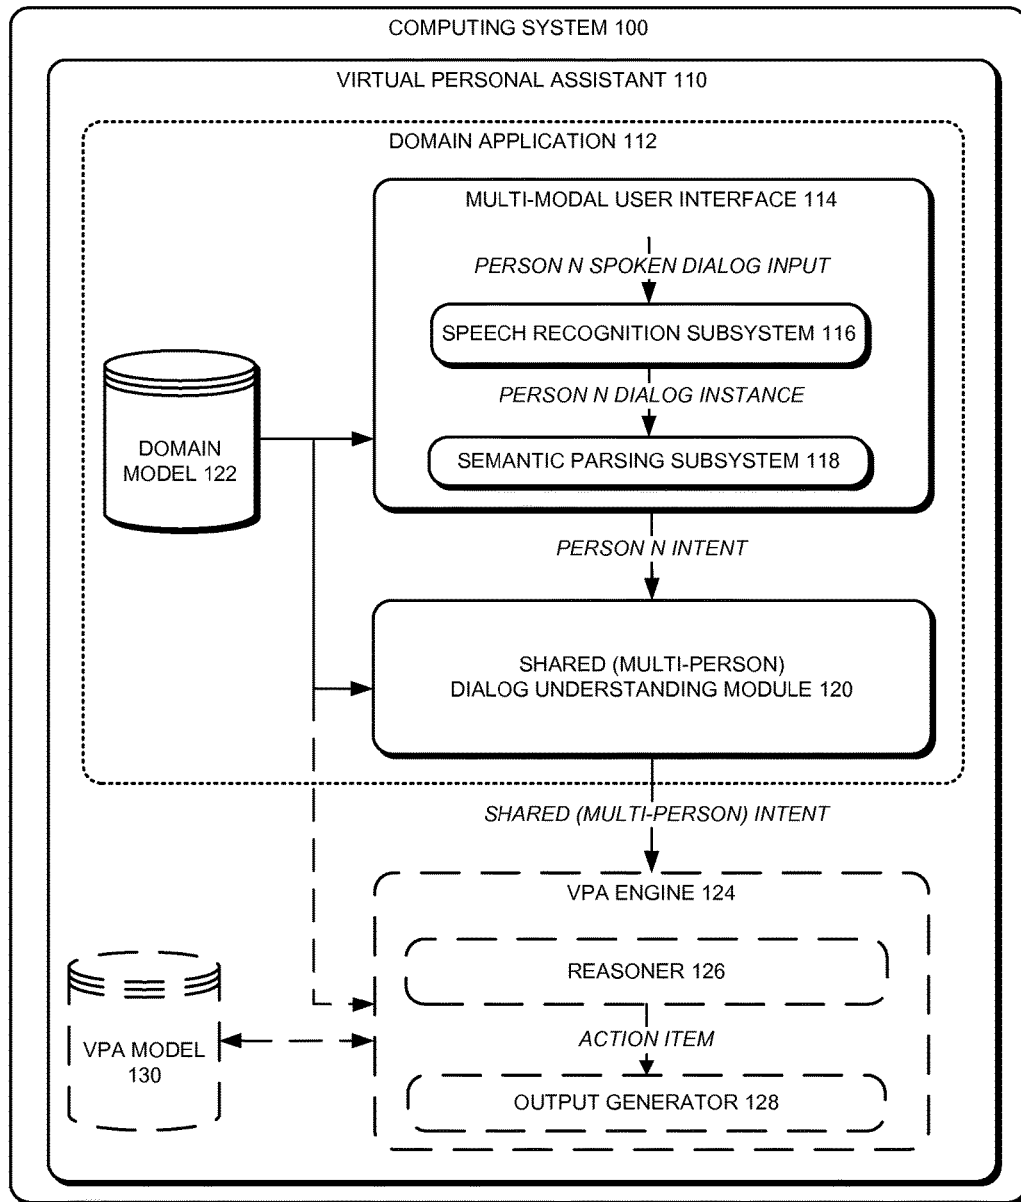 COMPUTING SYSTEM 100
VIRTUAL PERSONAL ASSISTANT 110
DOMAIN APPLICATION 112
MULTI-MODAL USER INTERFACE 114
PERSON N SPOKEN DIALOG INPUT
SPEECH RECOGNITION SUBSYSTEM 116
PERSON N DIALOG INSTANCE
SEMANTIC PARSING SUBSYSTEM 118
DOMAIN
MODEL 122
PERSON N INTENT
SHARED (MULTI-PERSON)
DIALOG UNDERSTANDING MODULE 120
SHARED (MULTI-PERSON) INTENT
VPA ENGINE 124
REASONER 126
ACTION ITEM
OUTPUT GENERATOR 128
VPA MODEL
130